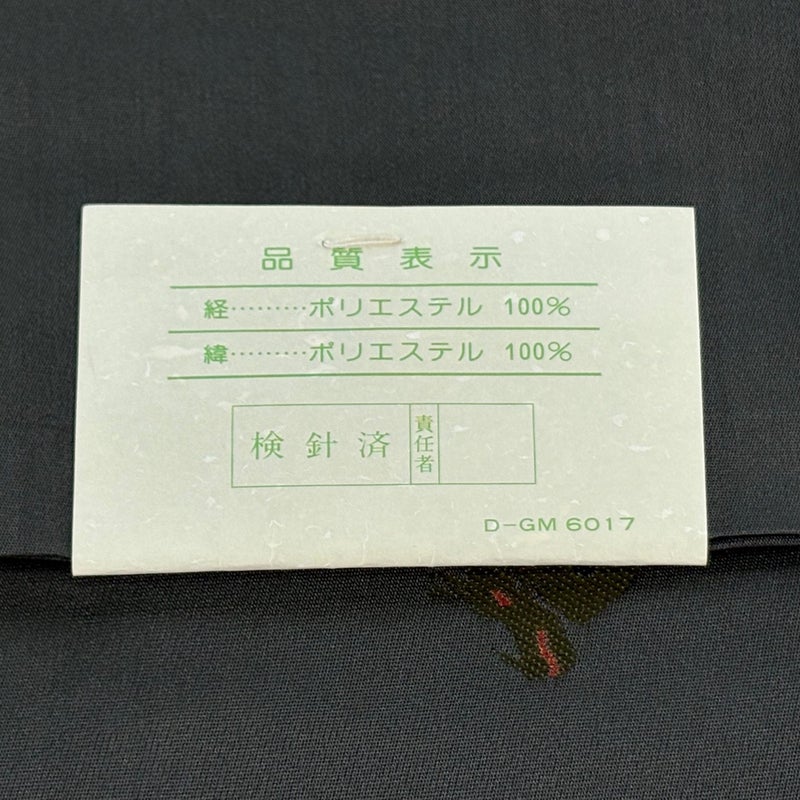 品質表示
経………ポリエステル 100%
緯………ポリエステル 100%
検針済 責任者
D-GM 6017